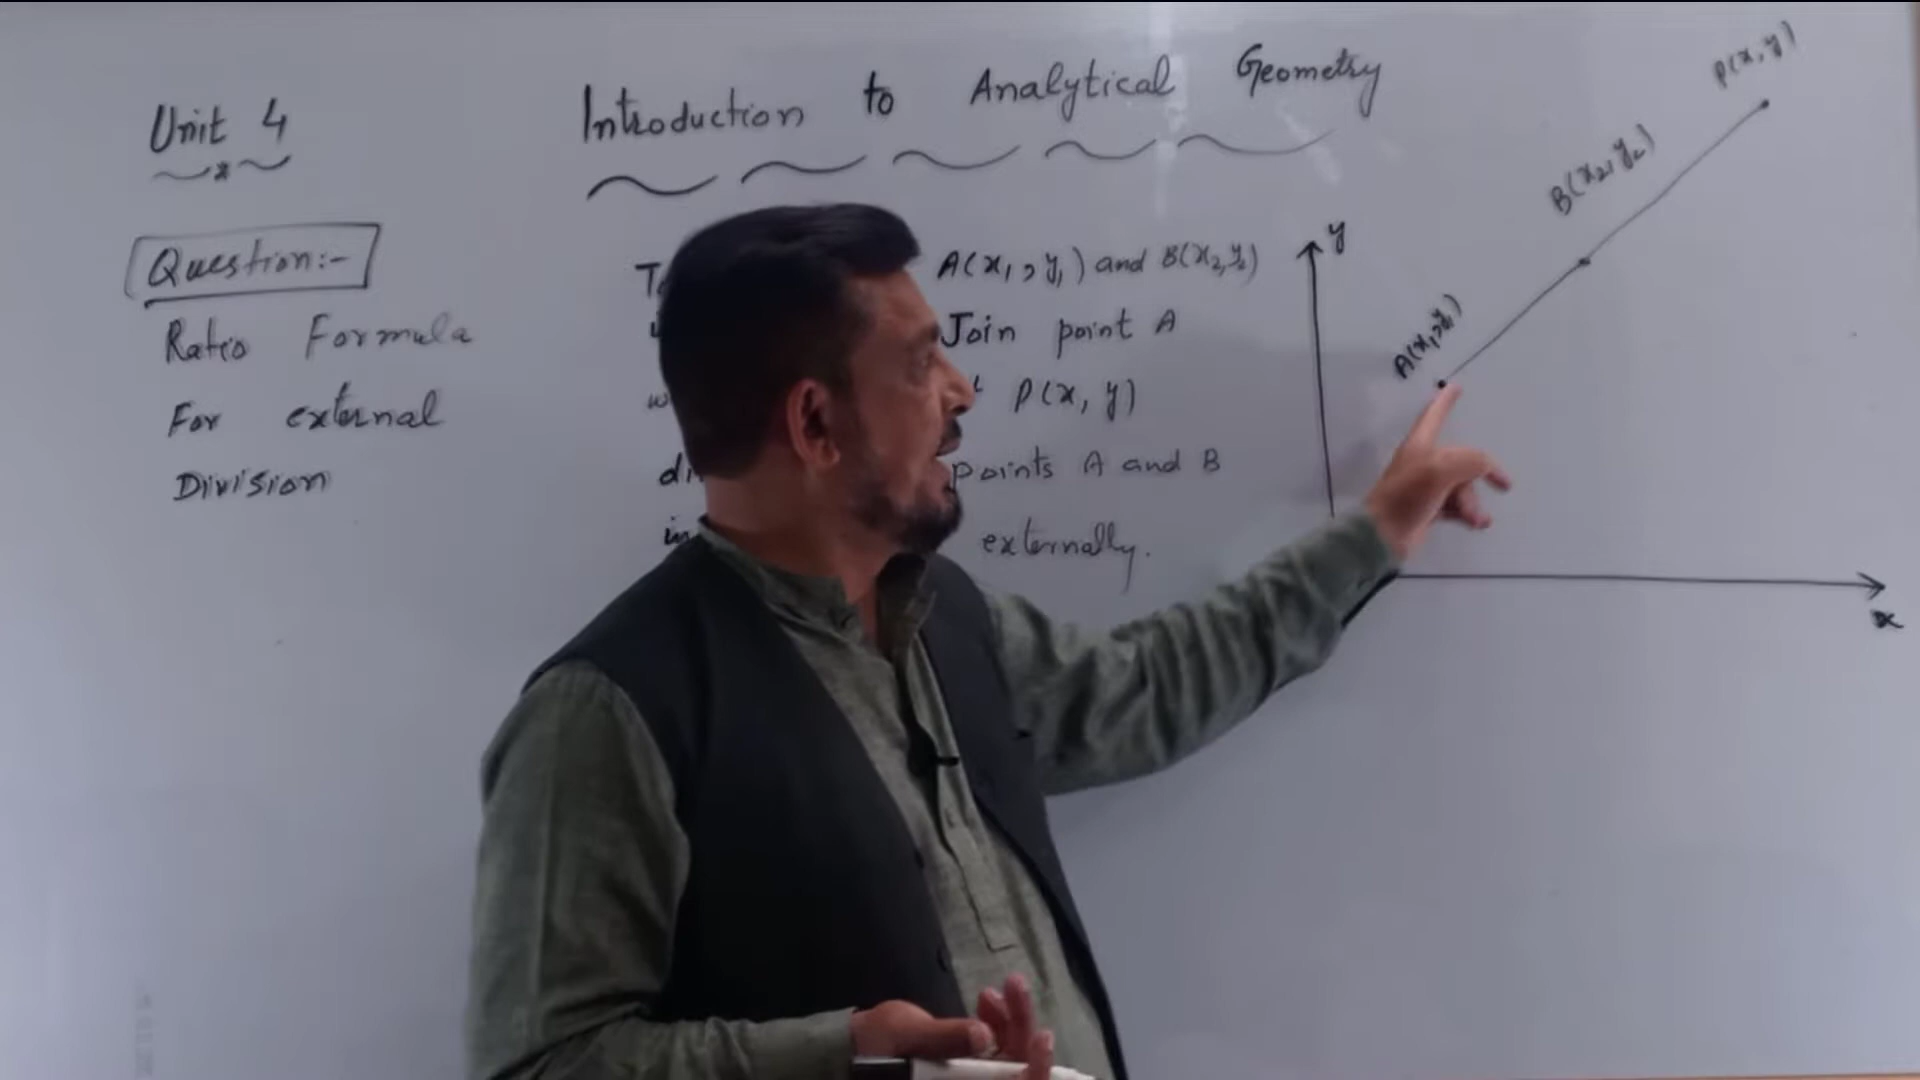 Unit 4
Introduction to Analytical Geometry
Question:-
Ratio Formula
For external
Division
A(x₁,y₁) and B(x₂,y₂)
Join point A
P(x, y)
points A and B
externally.
y
x
A(x₁,y₁)
B(x₂,y₂)
P(x,y)